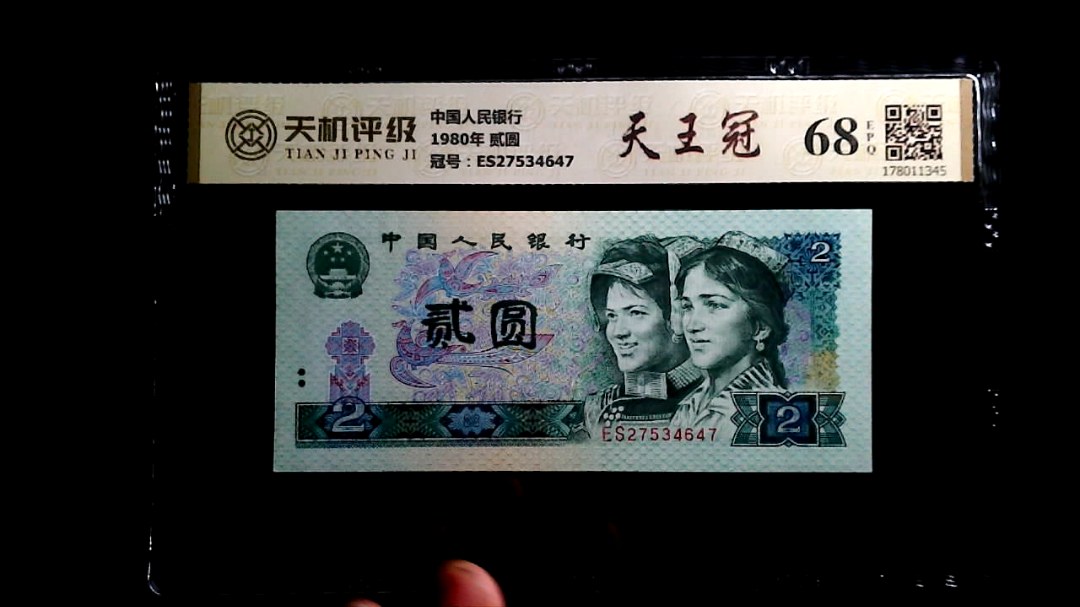 天机评级
TIAN JI PING JI
中国人民银行
1980年 贰圆
冠号：ES27534647
天王冠
68
EPQ
178011345
中国人民银行
2
贰圆
2
ES27534647
2